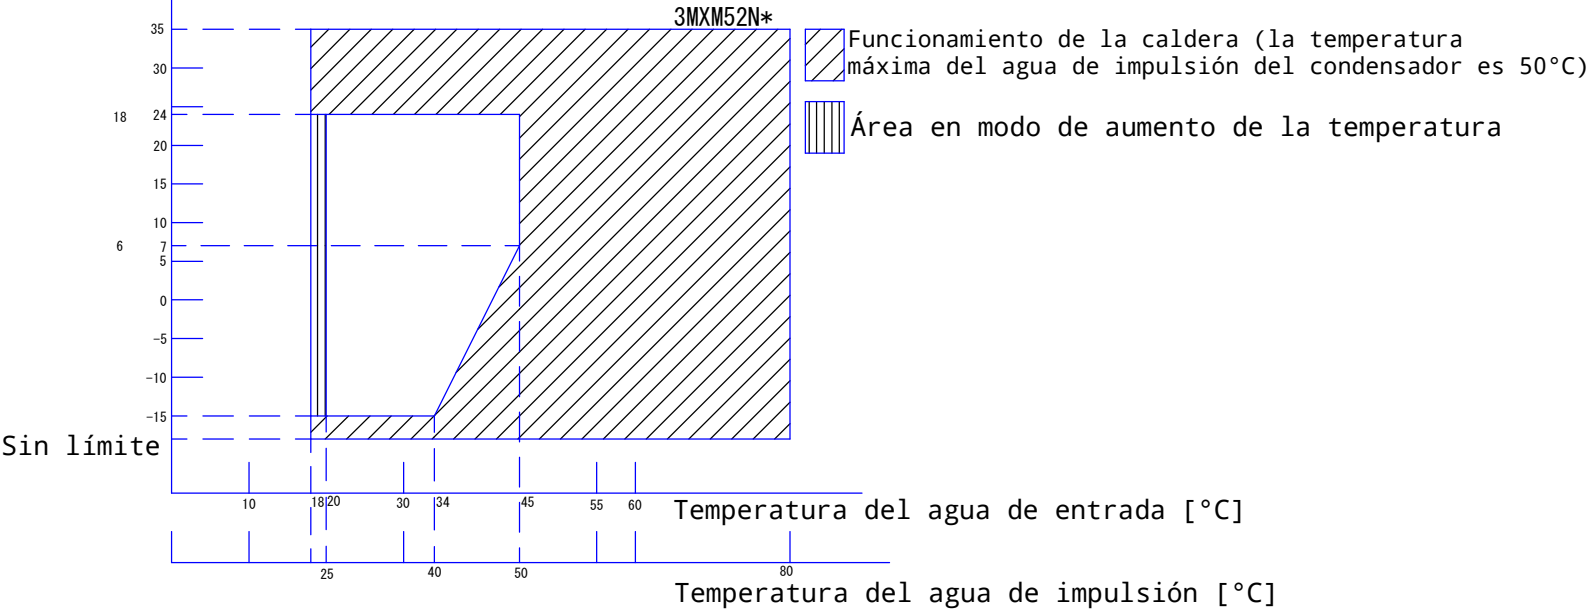 3MXM52N*
Funcionamiento de la caldera (la temperatura
máxima del agua de impulsión del condensador es 50°C)
Área en modo de aumento de la temperatura
35
30
18 24
20
15
10
6 7
5
0
-5
-10
-15
Sin límite
10 18 20 30 34 45 55 60
Temperatura del agua de entrada [°C]
25 40 50 80
Temperatura del agua de impulsión [°C]